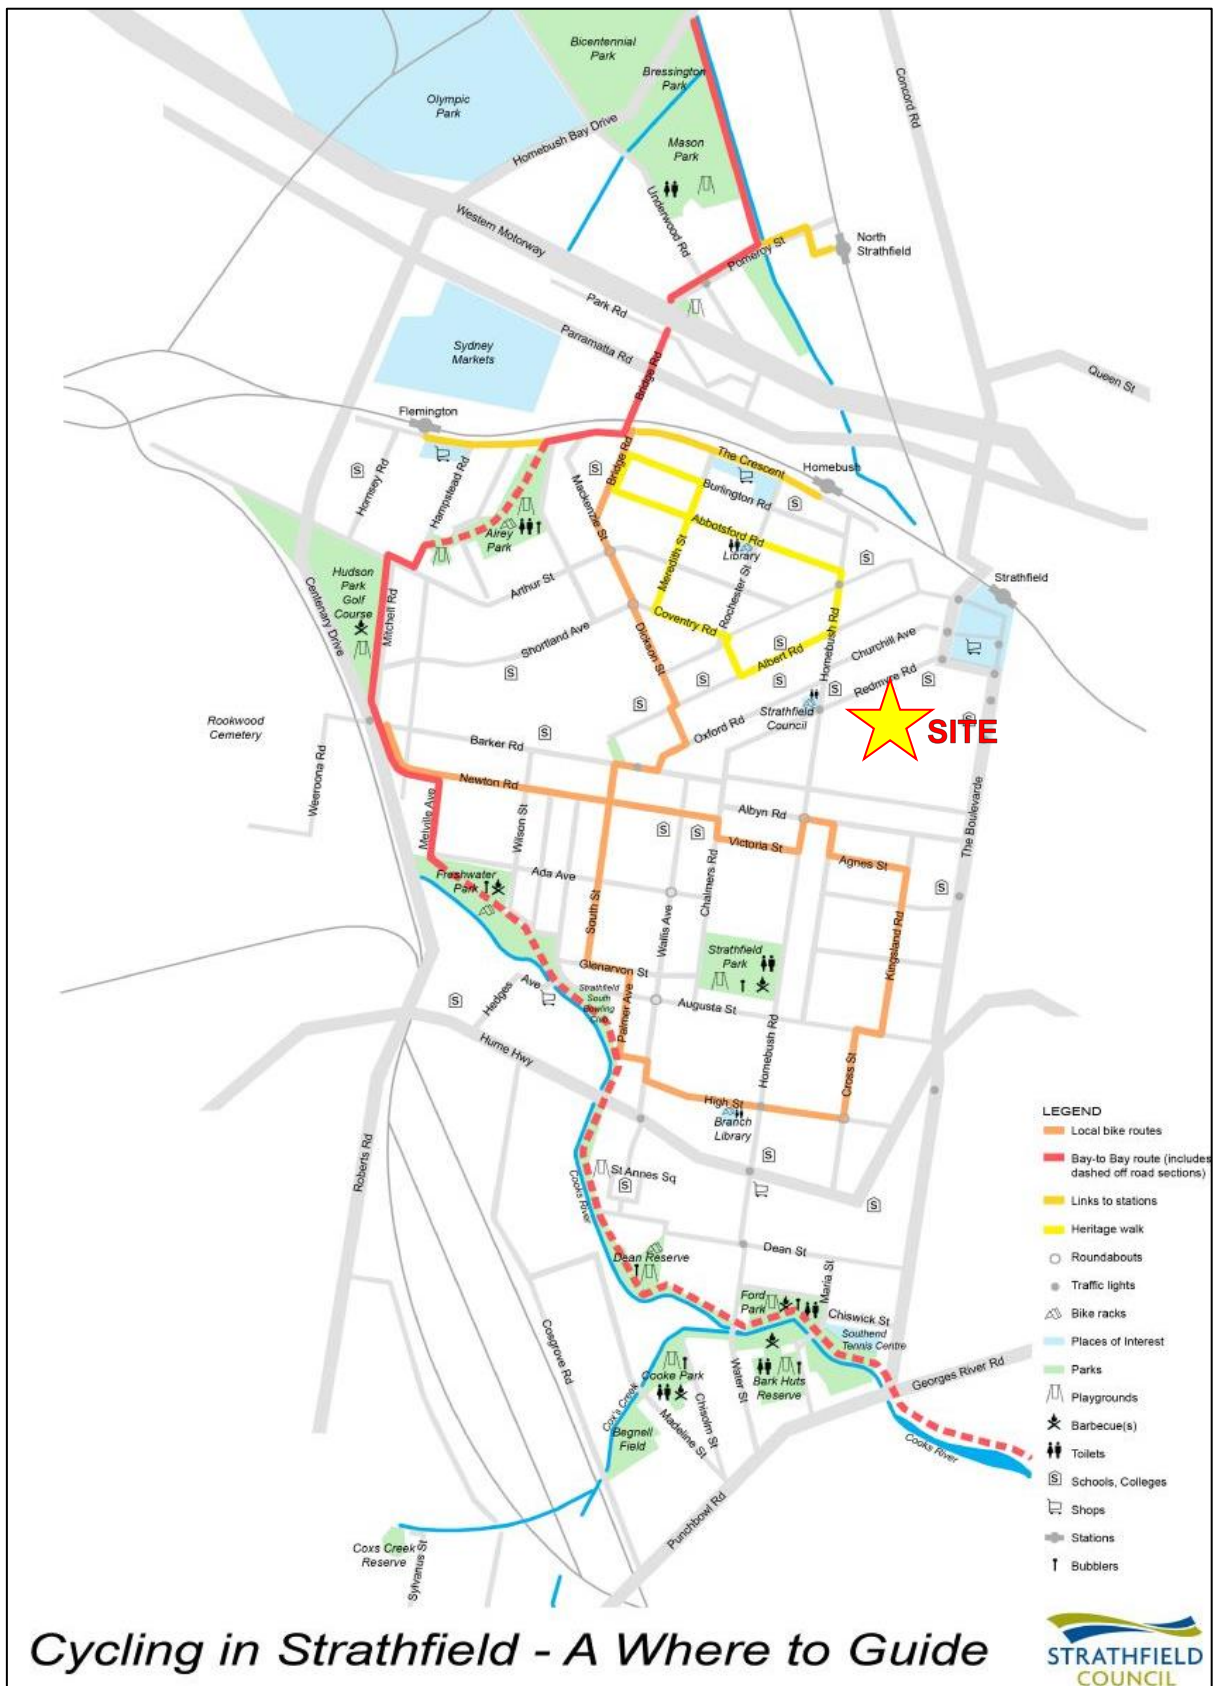 Bicentennial
Park
Bressington
Park
Olympic
Park
Concord Rd
Homebush Bay Drive
Mason
Park
Underwood Rd
Western Motorway
Pomeroy St
North
Strathfield
Park Rd
Parramatta Rd
Sydney
Markets
Bridge Rd
Queen St
Flemington
Hornsey Rd
Hampstead Rd
Bridge Rd
Mackenzie St
The Crescent
Homebush
Burlington Rd
Abbotsford Rd
Airey
Park
Library
Meredith St
Rochester St
Strathfield
Hudson
Park
Golf
Course
Centenary Drive
Mitchell Rd
Arthur St
Shortland Ave
Dickson St
Coventry Rd
Albert Rd
Homebush Rd
Churchill Ave
Redmyre Rd
Strathfield
Council
Oxford Rd
SITE
Rookwood
Cemetery
Weeroona Rd
Barker Rd
Newton Rd
Melville Ave
Wilson St
Albyn Rd
Victoria St
Agnes St
The Boulevarde
Chalmers Rd
Freshwater
Park
Ada Ave
South St
Wallis Ave
Kingsland Rd
Strathfield
Park
Glenarvon St
Hedges
Ave
Strathfield
South
Bowling
Club
Palmer Ave
Augusta St
Hume Hwy
Homebush Rd
Cross St
High St
Branch
Library
Roberts Rd
Cooks River
St Annes Sq
Dean Reserve
Dean St
Maria St
Ford
Park
Chiswick St
Southend
Tennis Centre
Georges River Rd
Cosgrove Rd
Cooke Park
Water St
Bark Huts
Reserve
Cox's Creek
Chisolm St
Madeline St
Begnell
Field
Cooks River
Punchbowl Rd
Coxs Creek
Reserve
Sylvanus St
LEGEND
Local bike routes
Bay-to Bay route (includes
dashed off road sections)
Links to stations
Heritage walk
Roundabouts
Traffic lights
Bike racks
Places of Interest
Parks
Playgrounds
Barbecue(s)
Toilets
S Schools, Colleges
Shops
Stations
Bubblers
Cycling in Strathfield - A Where to Guide
STRATHFIELD
COUNCIL